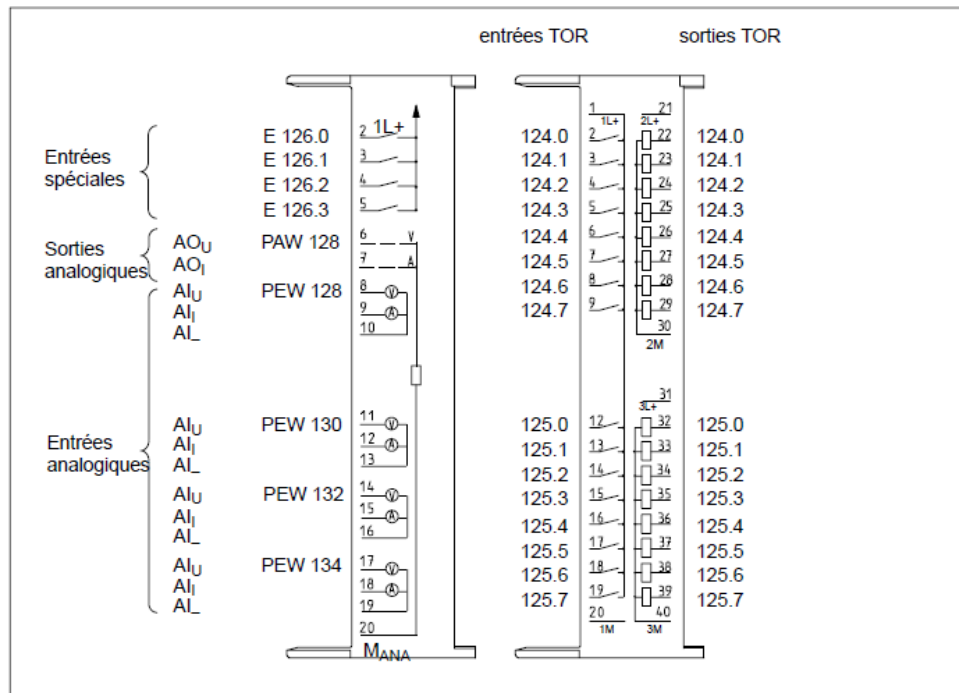 entrées TOR sorties TOR
1 21
1L+ 1L+ 2L+
E 126.0 2 124.0 2 22 124.0
E 126.1 3 124.1 3 23 124.1
Entrées
spéciales
E 126.2 4 124.2 4 24 124.2
E 126.3 5 124.3 5 25 124.3
Sorties
analogiques
AOU PAW 128 6 V 124.4 6 26 124.4
AOI 7 A 124.5 7 27 124.5
AIU PEW 128 8 V 124.6 8 28 124.6
AII 9 A 124.7 9 29 124.7
AI_ 10 30
2M
31
3L+
Entrées
analogiques
AIU PEW 130 11 V 125.0 12 32 125.0
AII 12 A 125.1 13 33 125.1
AI_ 13 125.2 14 34 125.2
AIU PEW 132 14 V 125.3 15 35 125.3
AII 15 A 125.4 16 36 125.4
AI_ 16 125.5 17 37 125.5
AIU PEW 134 17 V 125.6 18 38 125.6
AII 18 A 125.7 19 39 125.7
AI_ 19 20 40
20 1M 3M
MANA